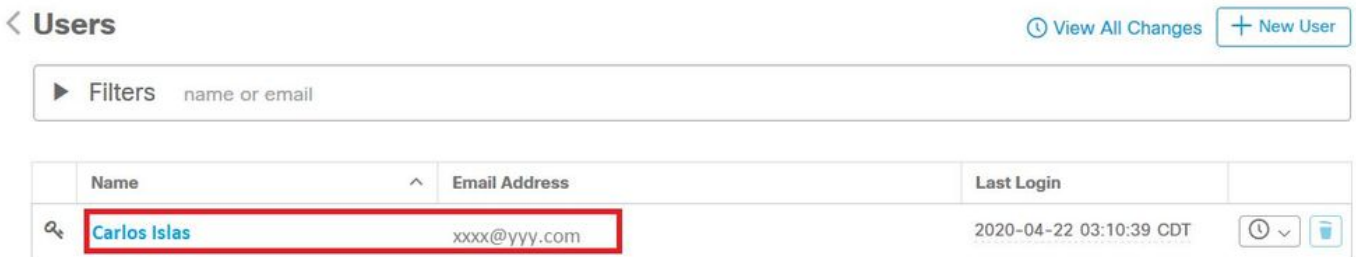 Users
View All Changes
New User
Filters name or email
Name Email Address Last Login
Carlos Islas xxxx@yyy.com 2020-04-22 03:10:39 CDT